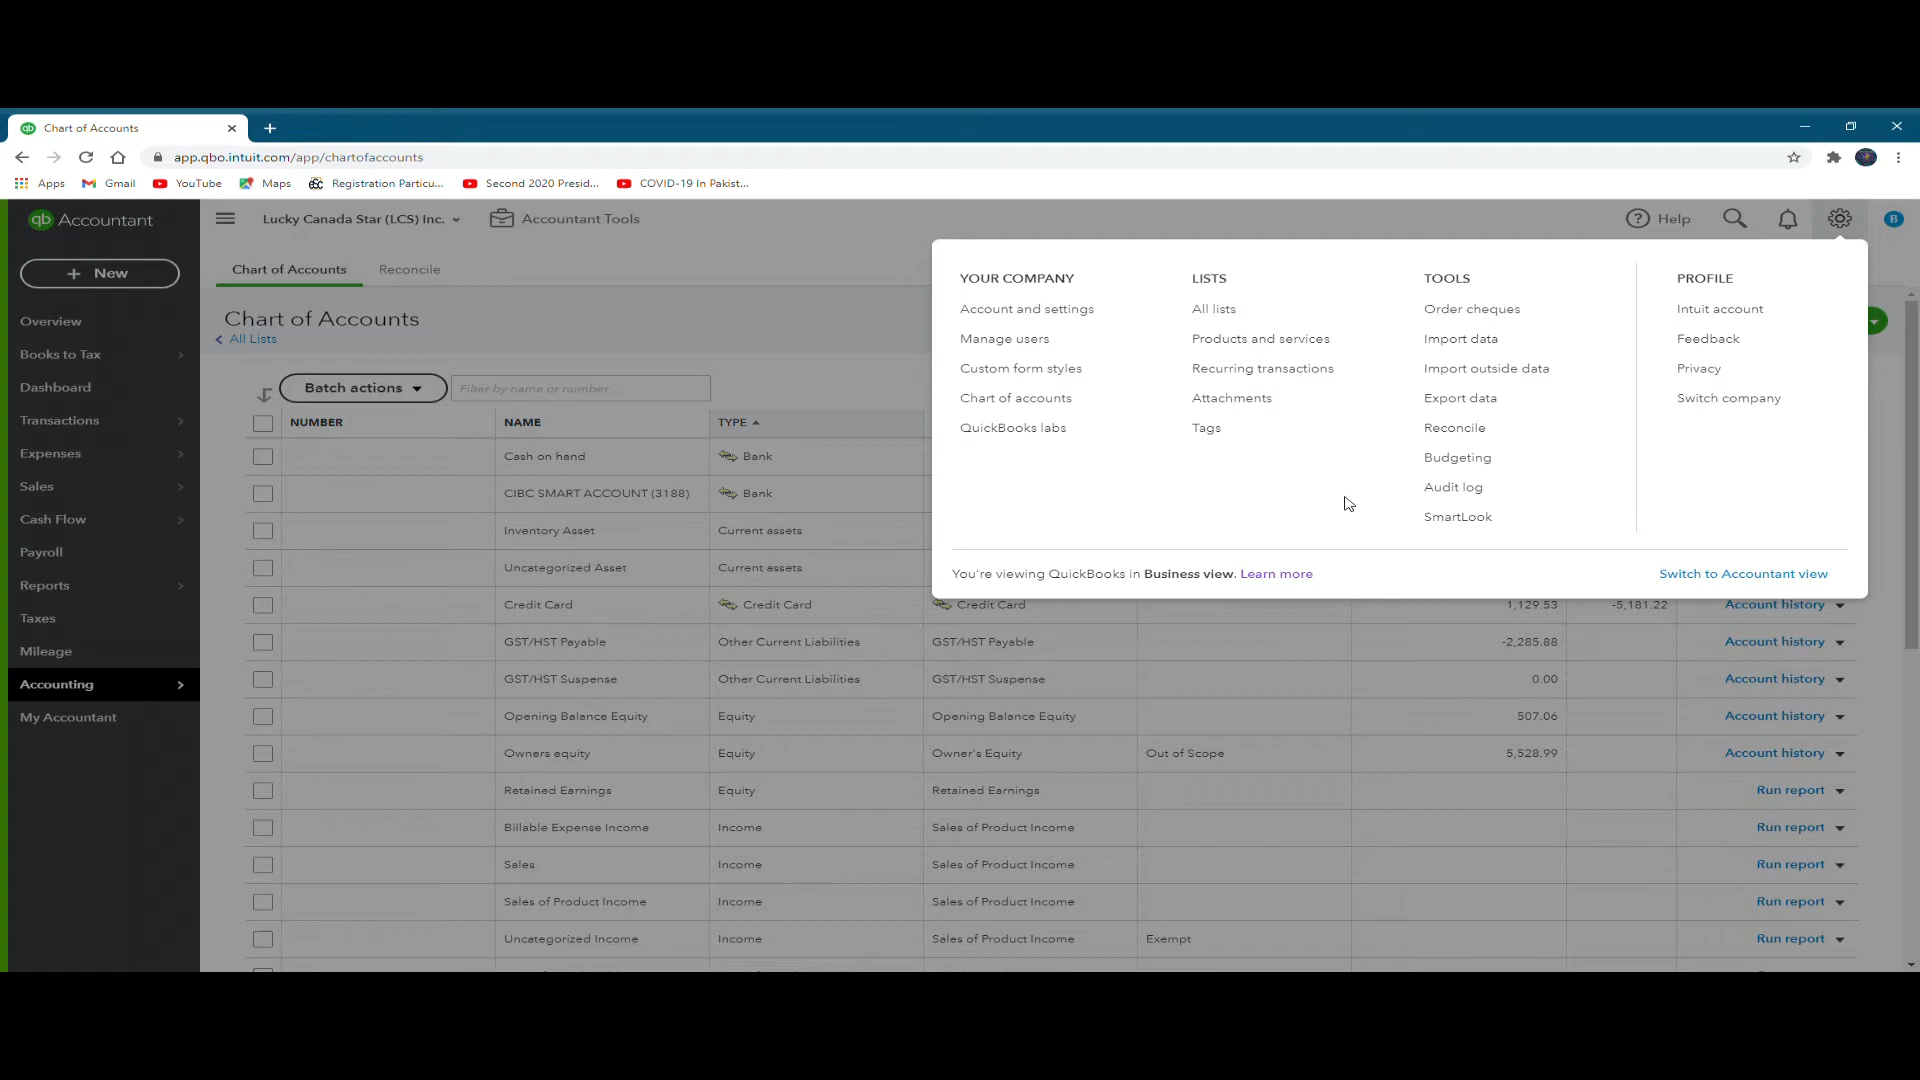 Chart of Accounts
app.qbo.intuit.com/app/chartofaccounts
Apps Gmail YouTube Maps Registration Particu... Second 2020 Presid... COVID-19 In Pakist...
qb Accountant
Lucky Canada Star (LCS) Inc. Accountant Tools Help B
+ New
Overview
Books to Tax
Dashboard
Transactions
Expenses
Sales
Cash Flow
Payroll
Reports
Taxes
Mileage
Accounting
My Accountant
Chart of Accounts Reconcile
Chart of Accounts
All Lists
Batch actions Filter by name or number...
YOUR COMPANY
Account and settings
Manage users
Custom form styles
Chart of accounts
QuickBooks labs
LISTS
All lists
Products and services
Recurring transactions
Attachments
Tags
TOOLS
Order cheques
Import data
Import outside data
Export data
Reconcile
Budgeting
Audit log
SmartLook
PROFILE
Intuit account
Feedback
Privacy
Switch company
You're viewing QuickBooks in Business view. Learn more Switch to Accountant view
NUMBER NAME TYPE
Cash on hand Bank
CIBC SMART ACCOUNT (3188) Bank
Inventory Asset Current assets
Uncategorized Asset Current assets
Credit Card Credit Card Credit Card 1,129.53 -5,181.22 Account history
GST/HST Payable Other Current Liabilities GST/HST Payable -2,285.88 Account history
GST/HST Suspense Other Current Liabilities GST/HST Suspense 0.00 Account history
Opening Balance Equity Equity Opening Balance Equity 507.06 Account history
Owners equity Equity Owner's Equity Out of Scope 5,528.99 Account history
Retained Earnings Equity Retained Earnings Run report
Billable Expense Income Income Sales of Product Income Run report
Sales Income Sales of Product Income Run report
Sales of Product Income Income Sales of Product Income Run report
Uncategorized Income Income Sales of Product Income Exempt Run report